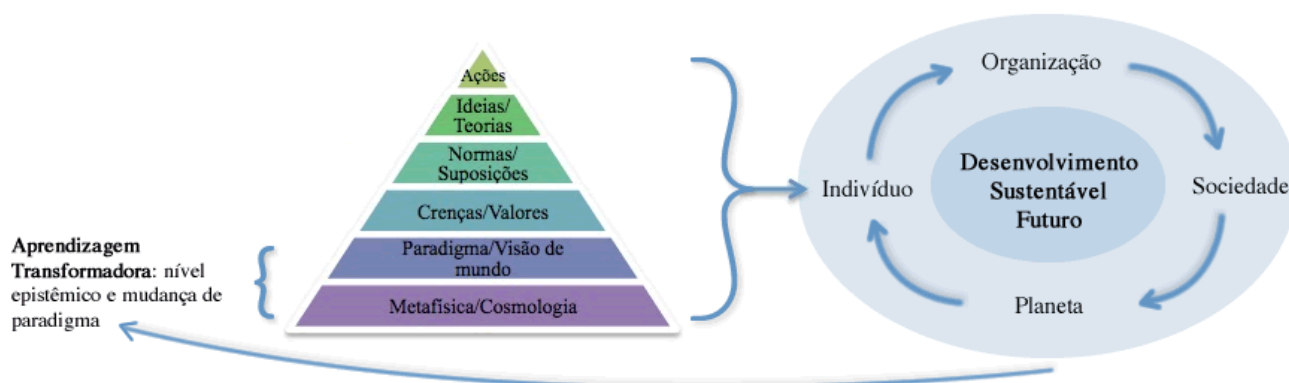 Aprendizagem
Transformadora: nível
epistêmico e mudança de
paradigma
Ações
Ideias/
Teorias
Normas/
Suposições
Crenças/Valores
Paradigma/Visão de
mundo
Metafísica/Cosmologia
Organização
Indivíduo
Desenvolvimento
Sustentável
Futuro
Sociedade
Planeta